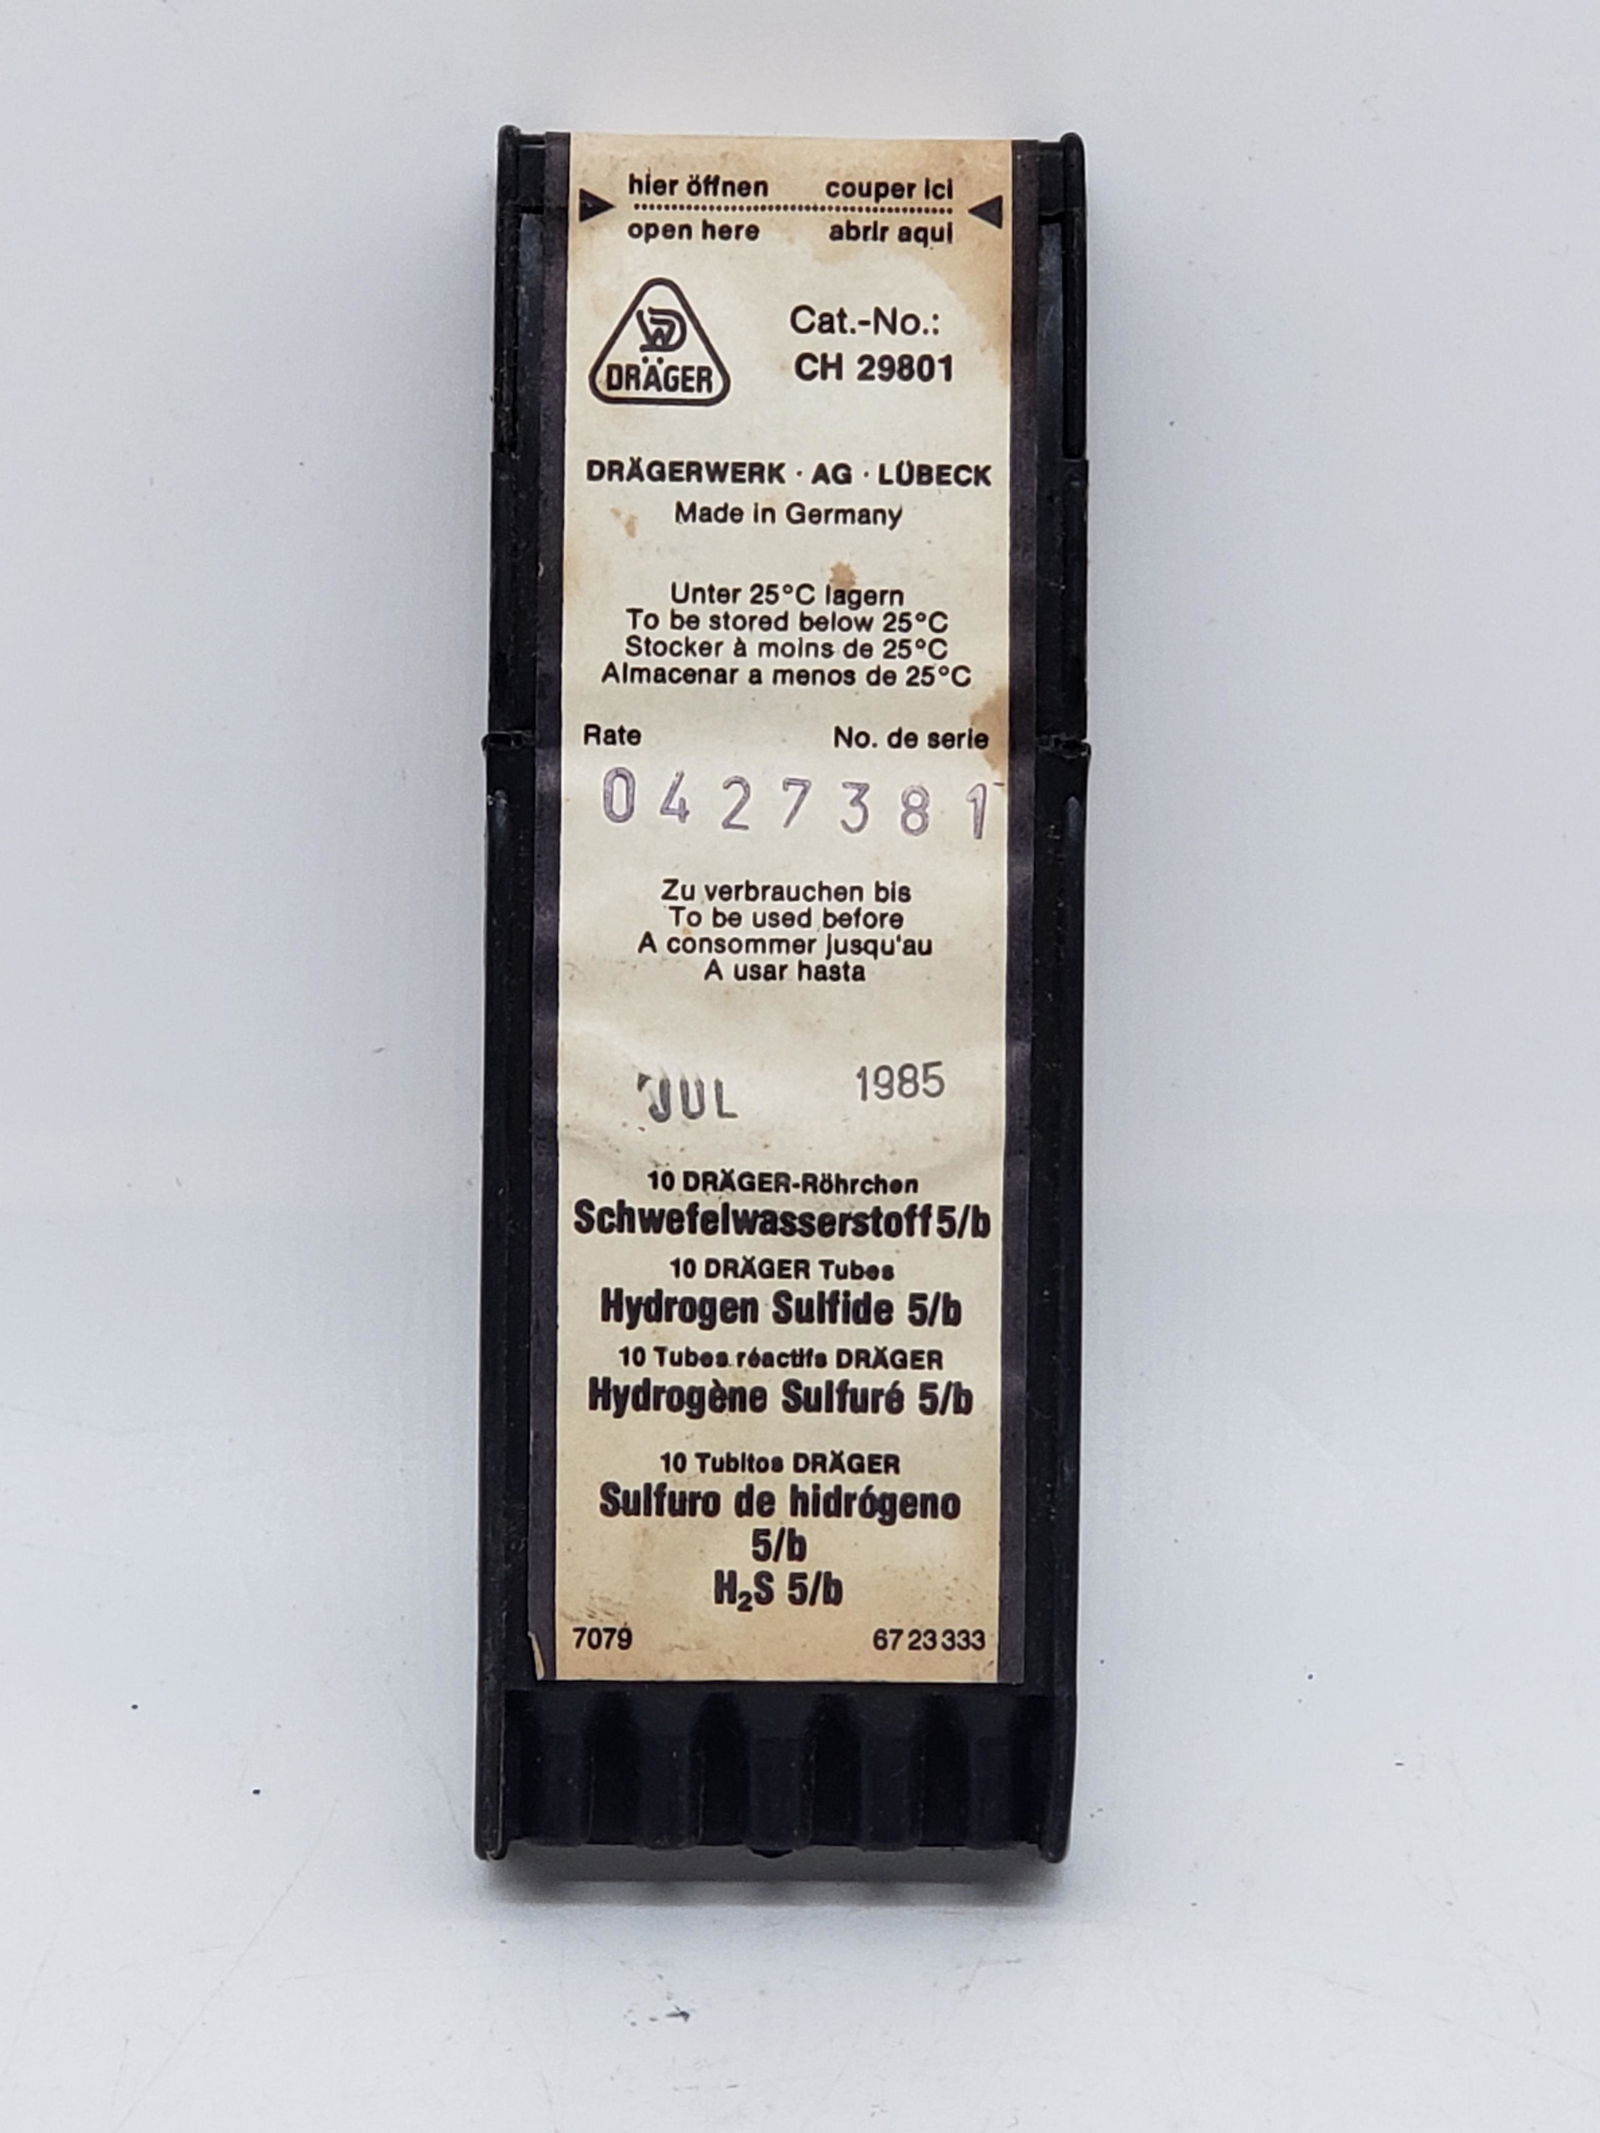 hier öffnen couper ici
open here abrir aqui
DRÄGER
Cat.-No.:
CH 29801
DRÄGERWERK · AG · LÜBECK
Made in Germany
Unter 25°C lagern
To be stored below 25°C
Stocker à moins de 25°C
Almacenar a menos de 25°C
Rate No. de serie
0427381
Zu verbrauchen bis
To be used before
A consommer jusqu'au
A usar hasta
JUL 1985
10 DRÄGER-Röhrchen
Schwefelwasserstoff 5/b
10 DRÄGER Tubes
Hydrogen Sulfide 5/b
10 Tubes réactifs DRÄGER
Hydrogène Sulfuré 5/b
10 Tubitos DRÄGER
Sulfuro de hidrógeno
5/b
H₂S 5/b
7079 67 23 333